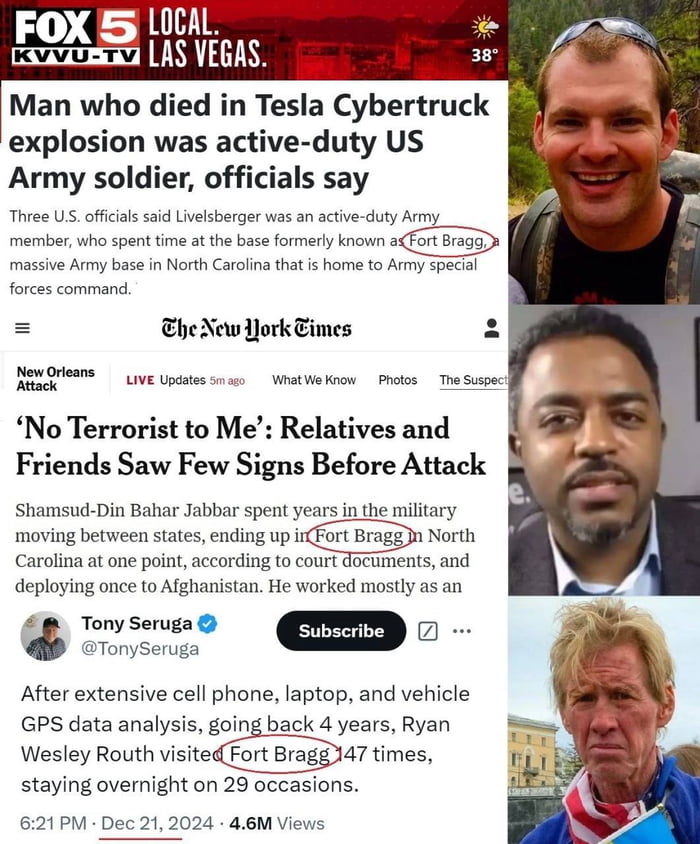 FOX 5 LOCAL.
KVVU-TV LAS VEGAS.
38°
Man who died in Tesla Cybertruck
explosion was active-duty US
Army soldier, officials say
Three U.S. officials said Livelsberger was an active-duty Army
member, who spent time at the base formerly known as Fort Bragg, a
massive Army base in North Carolina that is home to Army special
forces command.
The New York Times
New Orleans
Attack
LIVE Updates 5m ago What We Know Photos The Suspect
‘No Terrorist to Me’: Relatives and
Friends Saw Few Signs Before Attack
Shamsud-Din Bahar Jabbar spent years in the military
moving between states, ending up in Fort Bragg in North
Carolina at one point, according to court documents, and
deploying once to Afghanistan. He worked mostly as an
Tony Seruga
@TonySeruga
Subscribe
After extensive cell phone, laptop, and vehicle
GPS data analysis, going back 4 years, Ryan
Wesley Routh visited Fort Bragg 147 times,
staying overnight on 29 occasions.
6:21 PM · Dec 21, 2024 · 4.6M Views